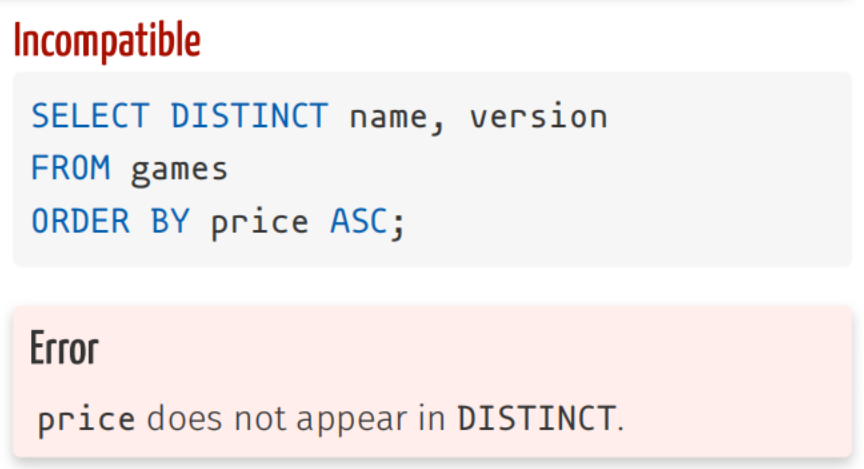 Incompatible
SELECT DISTINCT name, version
FROM games
ORDER BY price ASC;
Error
price does not appear in DISTINCT.